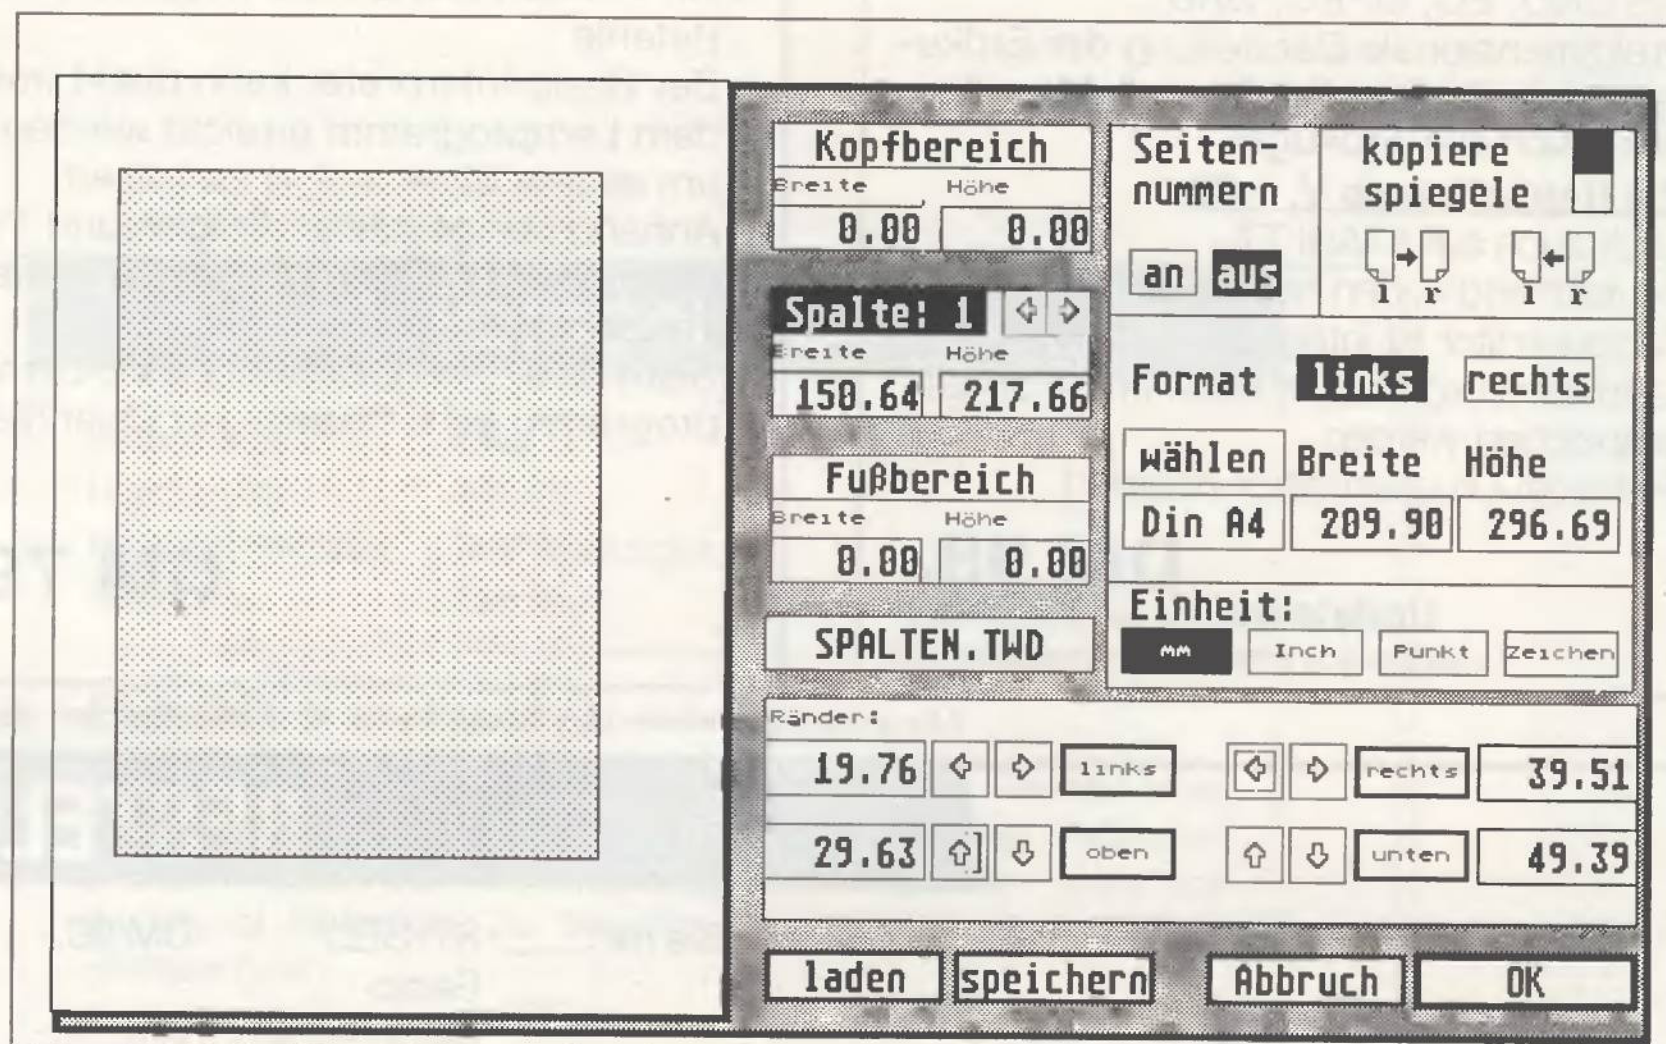 Kopfbereich
Breite Höhe
0.00 0.00
Spalte: 1
Breite Höhe
150.64 217.66
Fußbereich
Breite Höhe
0.00 0.00
SPALTEN.TWD
Seiten-
nummern
an aus
kopiere
spiegele
l r l r
Format links rechts
wählen Breite Höhe
Din A4 209.90 296.69
Einheit:
mm Inch Punkt Zeichen
Ränder:
19.76 links rechts 39.51
29.63 oben unten 49.39
laden speichern Abbruch OK